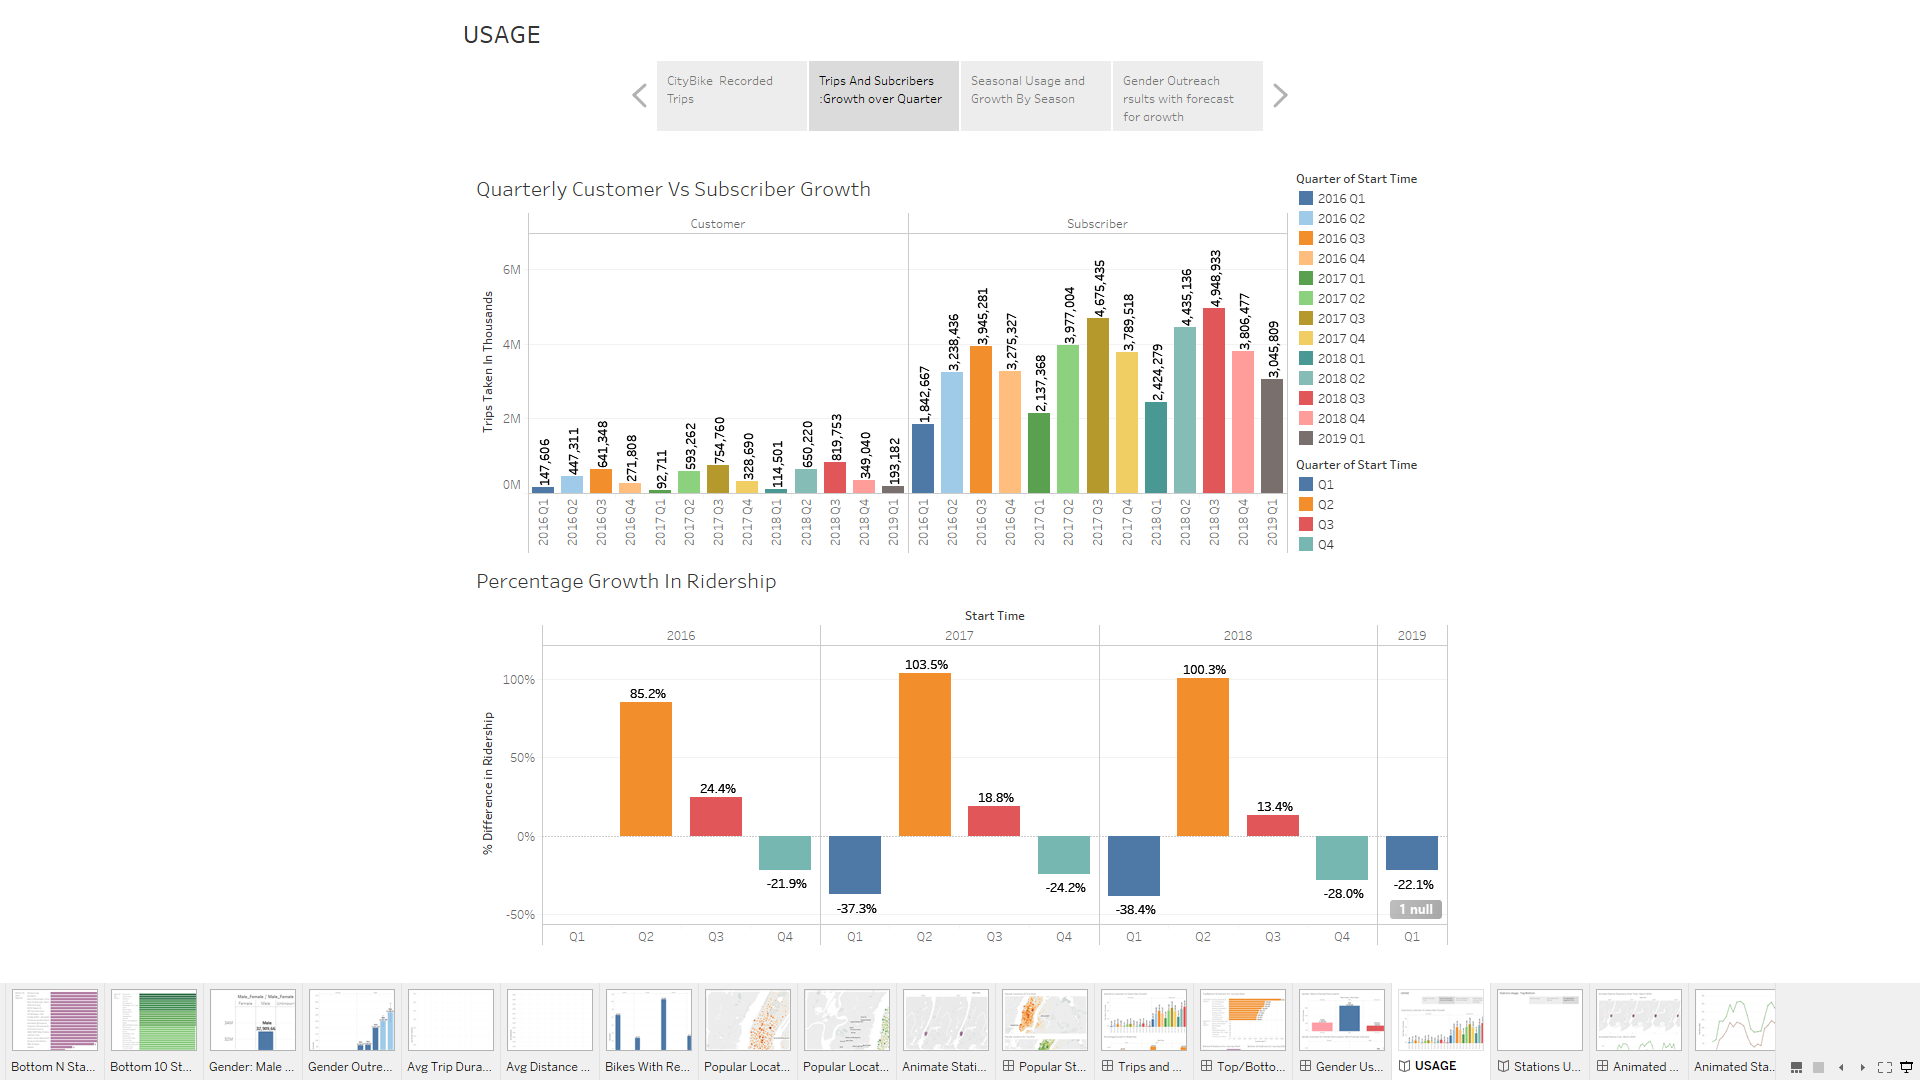 USAGE
CityBike Recorded
Trips
Trips And Subcribers
:Growth over Quarter
Seasonal Usage and
Growth By Season
Gender Outreach
rsults with forecast
for growth
Quarterly Customer Vs Subscriber Growth
Customer
Subscriber
Trips Taken In Thousands
6M
4M
2M
0M
147,606
447,311
641,348
271,808
92,711
593,262
754,760
328,690
114,501
650,220
819,753
349,040
193,182
1,842,667
3,238,436
3,945,281
3,275,327
2,137,368
3,977,004
4,675,435
3,789,518
2,424,279
4,435,136
4,948,933
3,806,477
3,045,809
2016 Q1
2016 Q2
2016 Q3
2016 Q4
2017 Q1
2017 Q2
2017 Q3
2017 Q4
2018 Q1
2018 Q2
2018 Q3
2018 Q4
2019 Q1
2016 Q1
2016 Q2
2016 Q3
2016 Q4
2017 Q1
2017 Q2
2017 Q3
2017 Q4
2018 Q1
2018 Q2
2018 Q3
2018 Q4
2019 Q1
Quarter of Start Time
2016 Q1
2016 Q2
2016 Q3
2016 Q4
2017 Q1
2017 Q2
2017 Q3
2017 Q4
2018 Q1
2018 Q2
2018 Q3
2018 Q4
2019 Q1
Quarter of Start Time
Q1
Q2
Q3
Q4
Percentage Growth In Ridership
Start Time
2016 2017 2018 2019
% Difference in Ridership
100%
50%
0%
-50%
85.2%
24.4%
-21.9%
-37.3%
103.5%
18.8%
-24.2%
-38.4%
100.3%
13.4%
-28.0%
-22.1%
1 null
Q1 Q2 Q3 Q4 Q1 Q2 Q3 Q4 Q1 Q2 Q3 Q4 Q1
Male_Female / Male_Female
Female Male
Male
Bottom N Sta...
Bottom 10 St...
Gender: Male ...
Gender Outre...
Avg Trip Dura...
Avg Distance ...
Bikes With Re...
Popular Locat...
Popular Locat...
Animate Stati...
Popular St...
Trips and ...
Top/Botto...
Gender Us...
USAGE
Stations U...
Animated ...
Animated Sta...